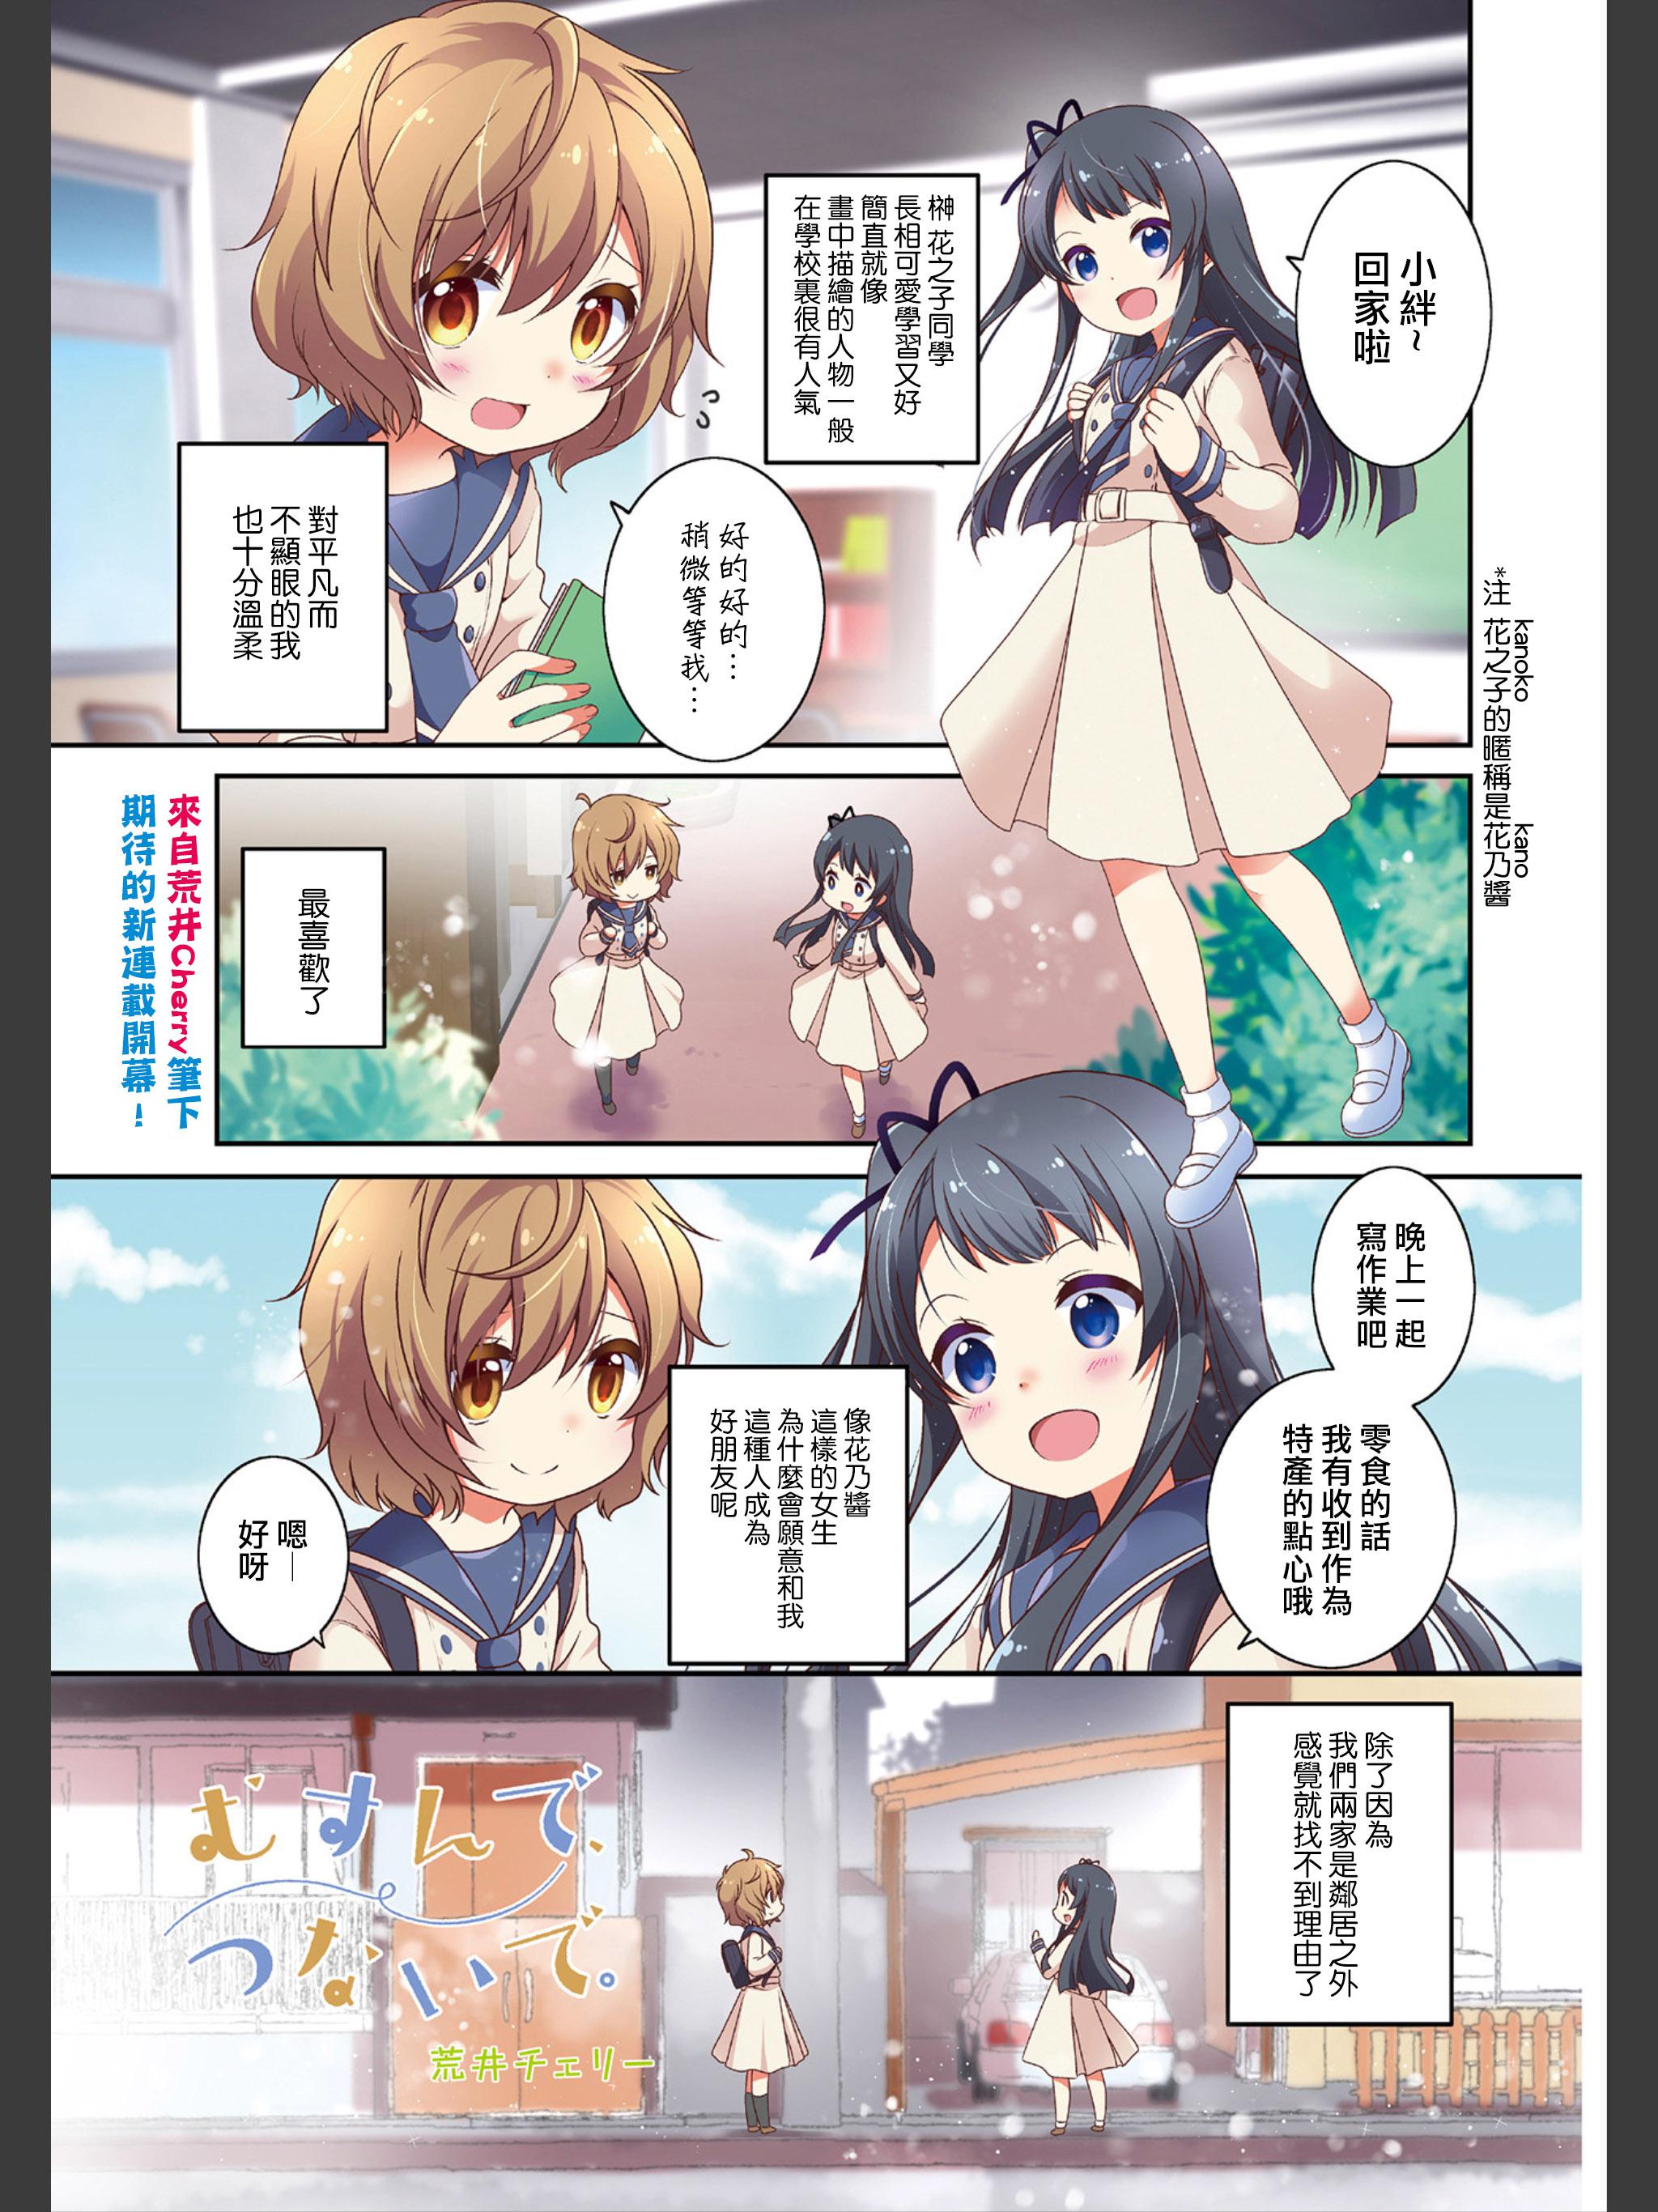 小絆~
回家啦
榊 花之子同學
長相可愛學習又好
簡直就像
畫中描繪的人物一般
在學校裏很有人氣
好的好的…
稍微等等我…
對平凡而
不顯眼的我
也十分溫柔
*注 花之子的暱稱是花乃醬
kanoko
kano
最喜歡了
來自荒井Cherry筆下
期待的新連載開幕!
晚上一起
寫作業吧
零食的話
我有收到作為
特產的點心哦
像花乃醬
這樣的女生
為什麼會願意和我
這種人成為
好朋友呢
嗯—
好呀
除了因為
我們兩家是鄰居之外
感覺就找不到理由了
むすんで、
つないで。
荒井チェリー